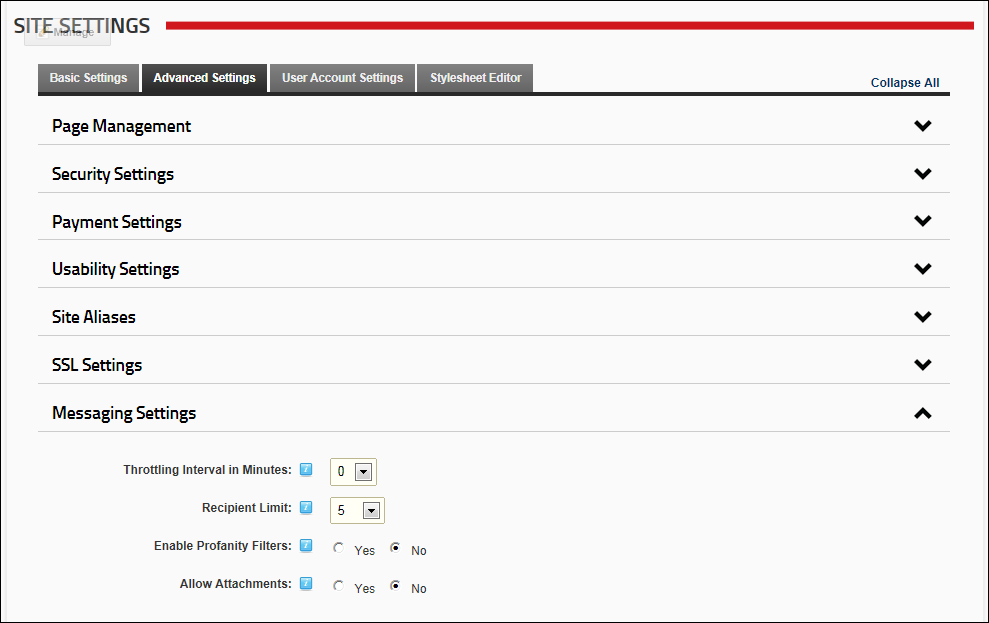 SITE SETTINGS
Manage
Basic Settings Advanced Settings User Account Settings Stylesheet Editor
Collapse All
Page Management
Security Settings
Payment Settings
Usability Settings
Site Aliases
SSL Settings
Messaging Settings
Throttling Interval in Minutes: ? 0
Recipient Limit: ? 5
Enable Profanity Filters: ? Yes No
Allow Attachments: ? Yes No